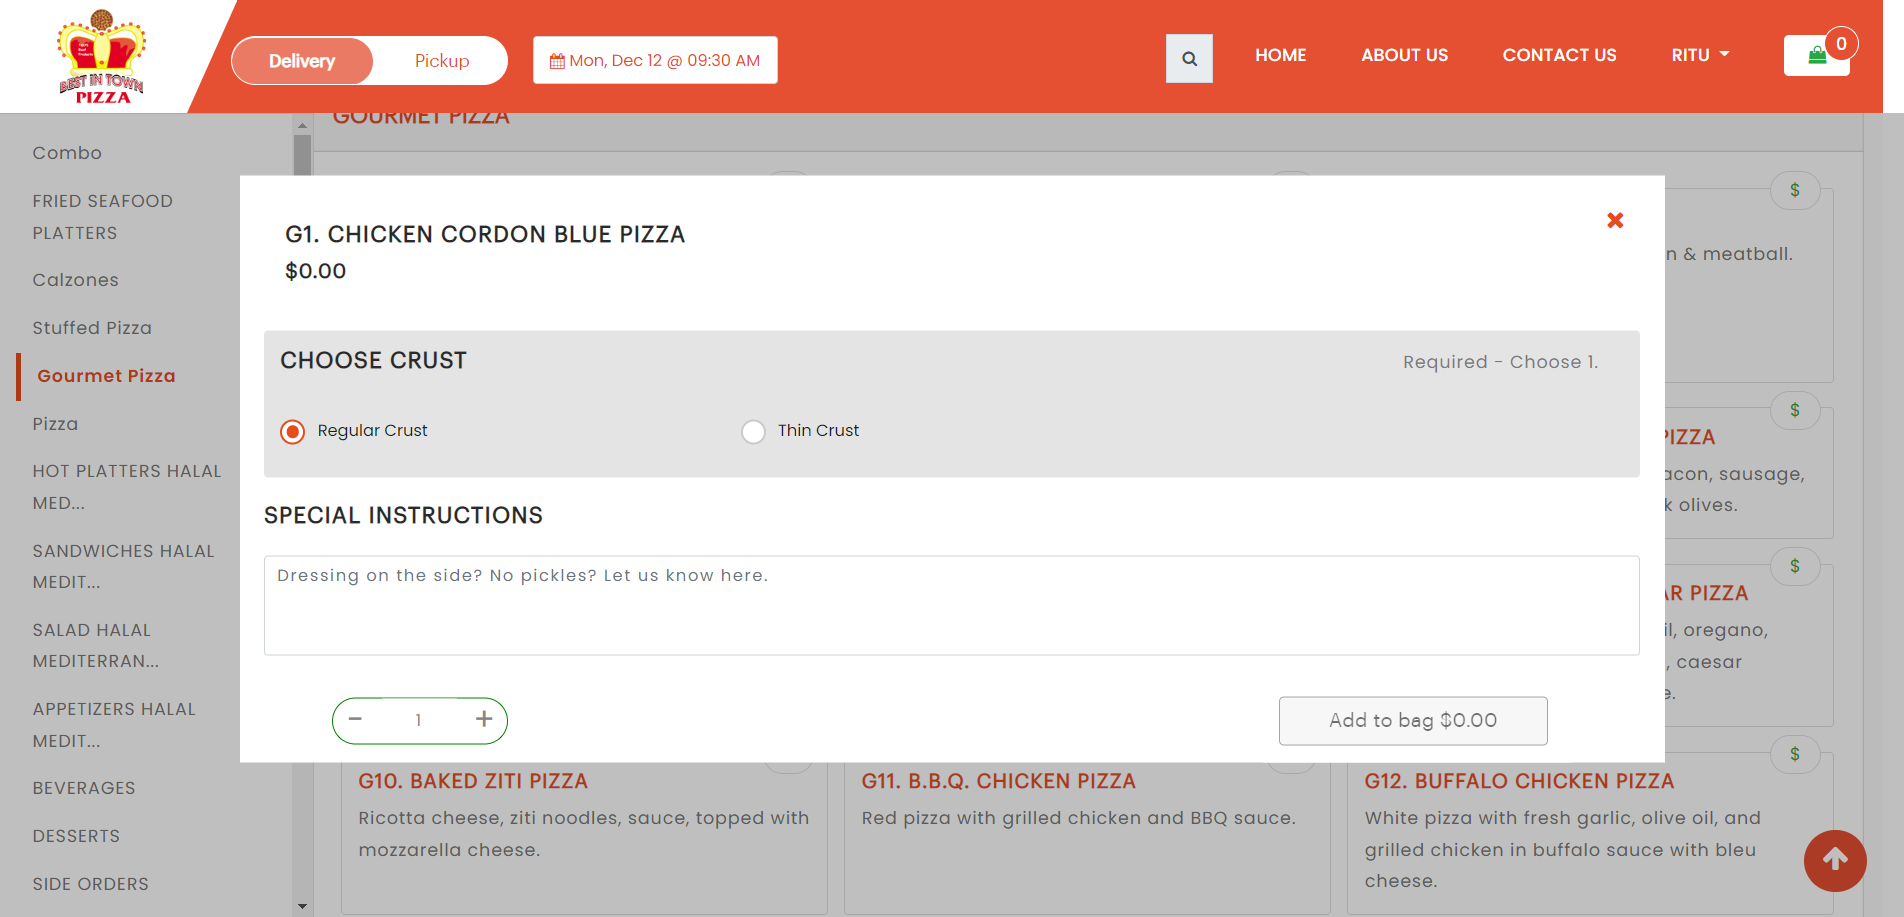 BEST IN TOWN
PIZZA
Delivery
Pickup
Mon, Dec 12 @ 09:30 AM
HOME
ABOUT US
CONTACT US
RITU
0
GOURMET PIZZA
Combo
FRIED SEAFOOD
PLATTERS
Calzones
Stuffed Pizza
Gourmet Pizza
Pizza
HOT PLATTERS HALAL
MED...
SANDWICHES HALAL
MEDIT...
SALAD HALAL
MEDITERRAN...
APPETIZERS HALAL
MEDIT...
BEVERAGES
DESSERTS
SIDE ORDERS
G1. CHICKEN CORDON BLUE PIZZA
$0.00
CHOOSE CRUST
Required - Choose 1.
Regular Crust
Thin Crust
SPECIAL INSTRUCTIONS
Dressing on the side? No pickles? Let us know here.
- 1 +
Add to bag $0.00
$
n & meatball.
$
PIZZA
acon, sausage,
k olives.
$
AR PIZZA
il, oregano,
, caesar
e.
$
G10. BAKED ZITI PIZZA
Ricotta cheese, ziti noodles, sauce, topped with
mozzarella cheese.
G11. B.B.Q. CHICKEN PIZZA
Red pizza with grilled chicken and BBQ sauce.
G12. BUFFALO CHICKEN PIZZA
White pizza with fresh garlic, olive oil, and
grilled chicken in buffalo sauce with bleu
cheese.